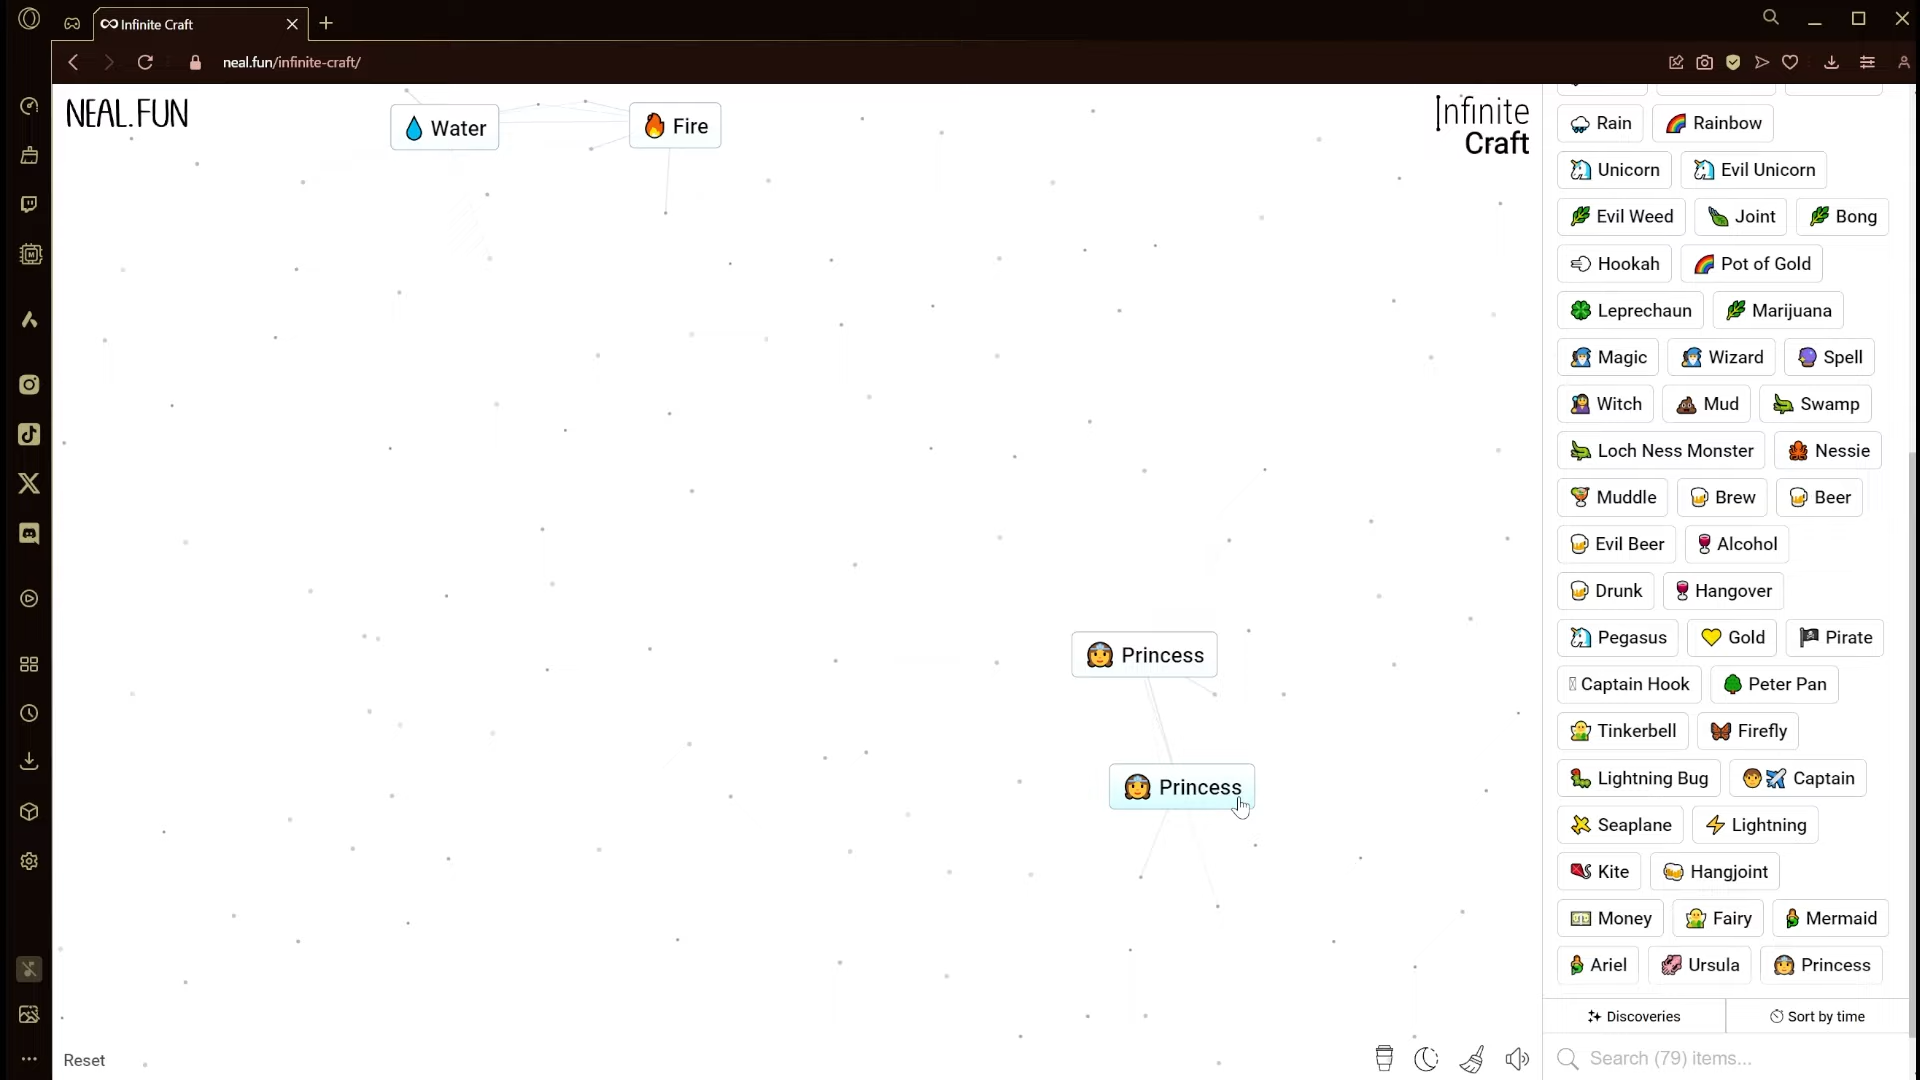 Infinite Craft
neal.fun/infinite-craft/
NEAL.FUN
Water
Fire
Infinite
Craft
Princess
Princess
Reset
Rain Rainbow
Unicorn Evil Unicorn
Evil Weed Joint Bong
Hookah Pot of Gold
Leprechaun Marijuana
Magic Wizard Spell
Witch Mud Swamp
Loch Ness Monster Nessie
Muddle Brew Beer
Evil Beer Alcohol
Drunk Hangover
Pegasus Gold Pirate
Captain Hook Peter Pan
Tinkerbell Firefly
Lightning Bug Captain
Seaplane Lightning
Kite Hangjoint
Money Fairy Mermaid
Ariel Ursula Princess
Discoveries Sort by time
Search (79) items...